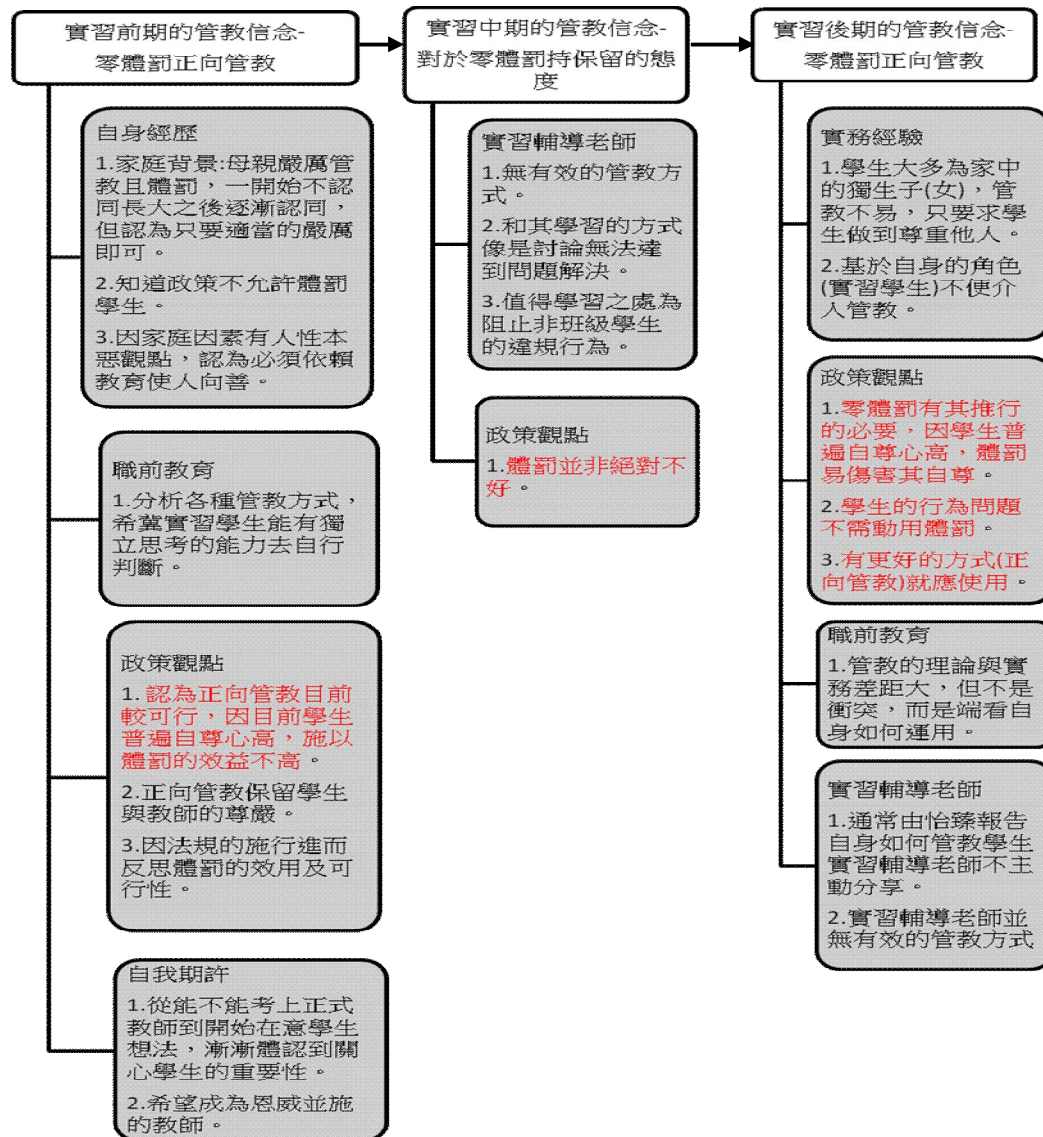 實習前期的管教信念-
零體罰正向管教
自身經歷
1.家庭背景:母親嚴厲管
教且體罰，一開始不認
同長大之後逐漸認同，
但認為只要適當的嚴厲
即可。
2.知道政策不允許體罰
學生
3.因家庭因素有人性本
惡觀點，認為必須依賴
教育使人向善。
職前教育
1.分析各種管教方式，
希冀實習學生能有獨
立思考的能力去自行
判斷。
政策觀點
1. 認為正向管教目前
較可行，因目前學生
普遍自尊心高，施以
體罰的效益不高。
2.正向管教保留學生
與教師的尊嚴。
3.因法規的施行進而
反思體罰的效用及可
行性。
自我期許
1.從能不能考上正式
教師到開始在意學生
想法，漸漸體認到關
心學生的重要性。
2.希望成為恩威並施
的教師。
實習中期的管教信念-
對於零體罰持保留的態
度
實習輔導老師
1.無有效的管教方
式。
2.和其學習的方式
像是討論無法達
到問題解決。
3.值得學習之處為
阻止非班級學生
的違規行為。
政策觀點
1.體罰並非絕對不
好。
實習後期的管教信念-
零體罰正向管教
實務經驗
1.學生大多為家中
的獨生子(女)，管
教不易，只要求學
生做到尊重他人。
2.基於自身的角色
(實習學生)不便介
入管教。
政策觀點
1.零體罰有其推行
的必要，因學生普
遍自尊心高，體罰
易傷害其自尊。
2.學生的行為問題
不需動用體罰。
3.有更好的方式(正
向管教)就應使用。
職前教育
1.管教的理論與實
務差距大，但不是
衝突，而是端看自
身如何運用。
實習輔導老師
1.通常由怡臻報告
自身如何管教學生
實習輔導老師不主
動分享。
2.實習輔導老師並
無有效的管教方式